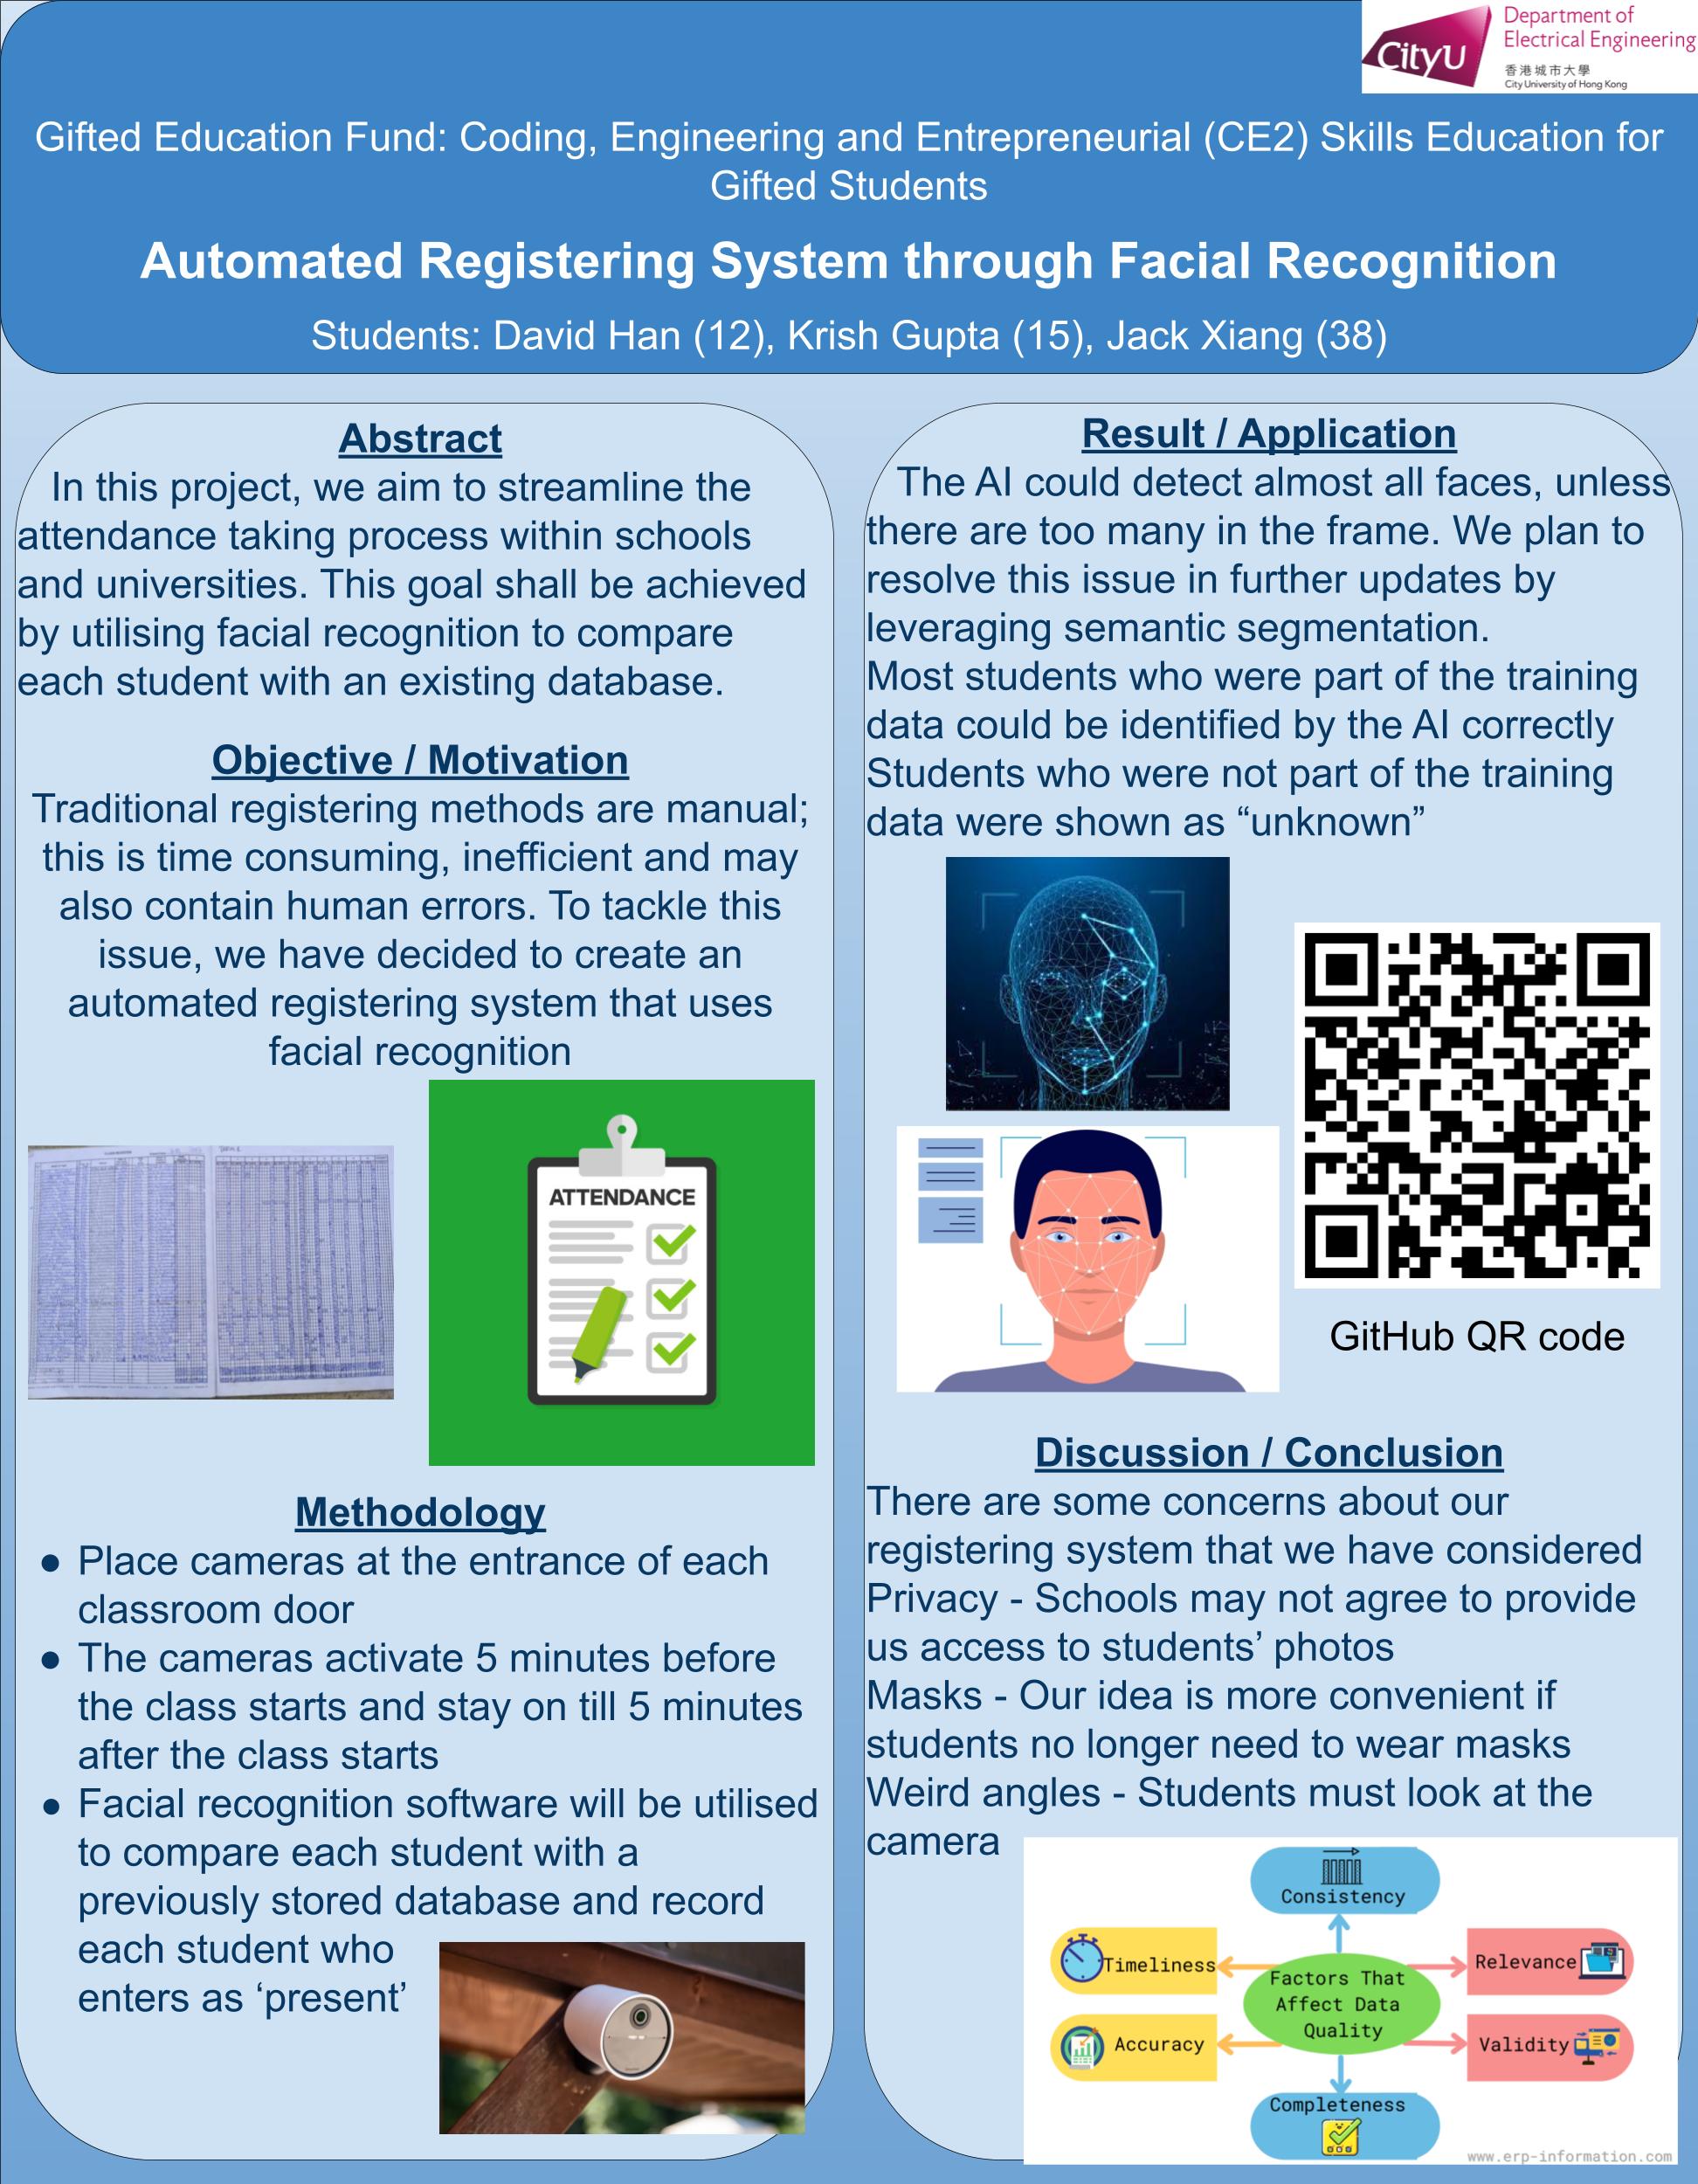 CityU
Department of
Electrical Engineering
香港城市大學
City University of Hong Kong
Gifted Education Fund: Coding, Engineering and Entrepreneurial (CE2) Skills Education for
Gifted Students
Automated Registering System through Facial Recognition
Students: David Han (12), Krish Gupta (15), Jack Xiang (38)
Abstract
In this project, we aim to streamline the
attendance taking process within schools
and universities. This goal shall be achieved
by utilising facial recognition to compare
each student with an existing database.
Objective / Motivation
Traditional registering methods are manual;
this is time consuming, inefficient and may
also contain human errors. To tackle this
issue, we have decided to create an
automated registering system that uses
facial recognition
ATTENDANCE
Methodology
● Place cameras at the entrance of each
classroom door
● The cameras activate 5 minutes before
the class starts and stay on till 5 minutes
after the class starts
● Facial recognition software will be utilised
to compare each student with a
previously stored database and record
each student who
enters as ‘present’
Result / Application
The AI could detect almost all faces, unless
there are too many in the frame. We plan to
resolve this issue in further updates by
leveraging semantic segmentation.
Most students who were part of the training
data could be identified by the AI correctly
Students who were not part of the training
data were shown as “unknown”
GitHub QR code
Discussion / Conclusion
There are some concerns about our
registering system that we have considered
Privacy - Schools may not agree to provide
us access to students’ photos
Masks - Our idea is more convenient if
students no longer need to wear masks
Weird angles - Students must look at the
camera
Consistency
Timeliness
Relevance
Factors That
Affect Data
Quality
Accuracy
Validity
Completeness
www.erp-information.com